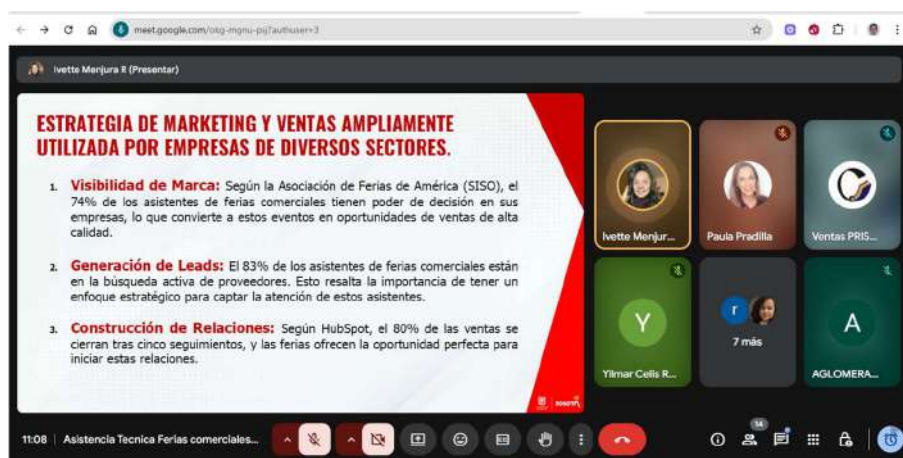 meet.google.com/otg-mgnu-pij?authuser=3
Ivette Menjura R (Presentar)
ESTRATEGIA DE MARKETING Y VENTAS AMPLIAMENTE
UTILIZADA POR EMPRESAS DE DIVERSOS SECTORES.
1. Visibilidad de Marca: Según la Asociación de Ferias de América (SISO), el
74% de los asistentes de ferias comerciales tienen poder de decisión en sus
empresas, lo que convierte a estos eventos en oportunidades de ventas de alta
calidad.
2. Generación de Leads: El 83% de los asistentes de ferias comerciales están
en la búsqueda activa de proveedores. Esto resalta la importancia de tener un
enfoque estratégico para captar la atención de estos asistentes.
3. Construcción de Relaciones: Según HubSpot, el 80% de las ventas se
cierran tras cinco seguimientos, y las ferias ofrecen la oportunidad perfecta para
iniciar estas relaciones.
BOGOTÁ
Ivette Menjur...
Paula Pradilla
Ventas PRIS...
Y
Yilmar Celis R...
r
7 más
A
AGLOMERA...
11:08 | Asistencia Tecnica Ferias comerciales...
14